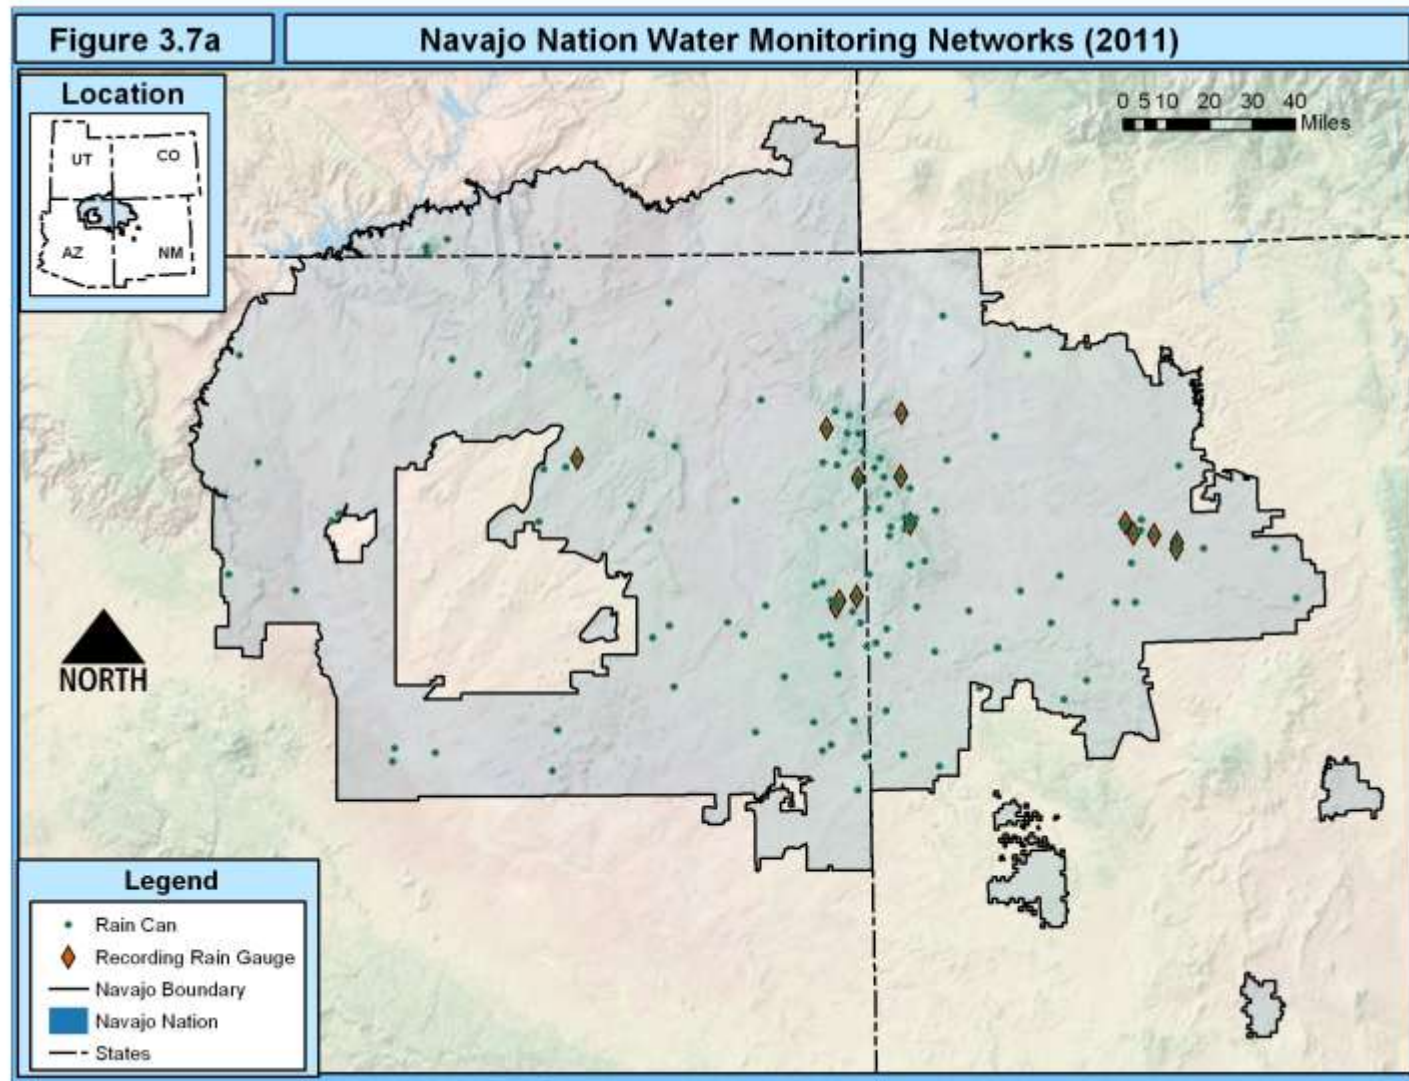 Figure 3.7a
Navajo Nation Water Monitoring Networks (2011)
Location
UT
CO
AZ
NM
0 5 10 20 30 40
Miles
NORTH
Legend
Rain Can
Recording Rain Gauge
Navajo Boundary
Navajo Nation
States